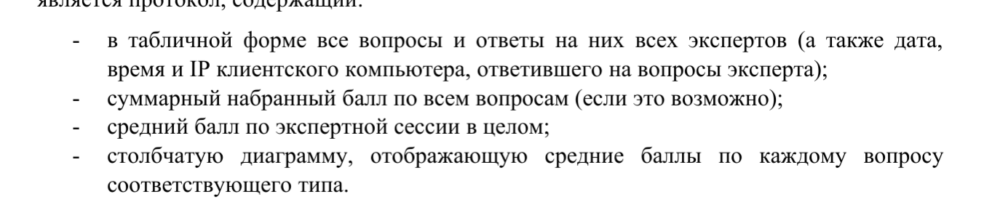 является протокол, содержащий:
- в табличной форме все вопросы и ответы на них всех экспертов (а также дата,
время и IP клиентского компьютера, ответившего на вопросы эксперта);
- суммарный набранный балл по всем вопросам (если это возможно);
- средний балл по экспертной сессии в целом;
- столбчатую диаграмму, отображающую средние баллы по каждому вопросу
соответствующего типа.